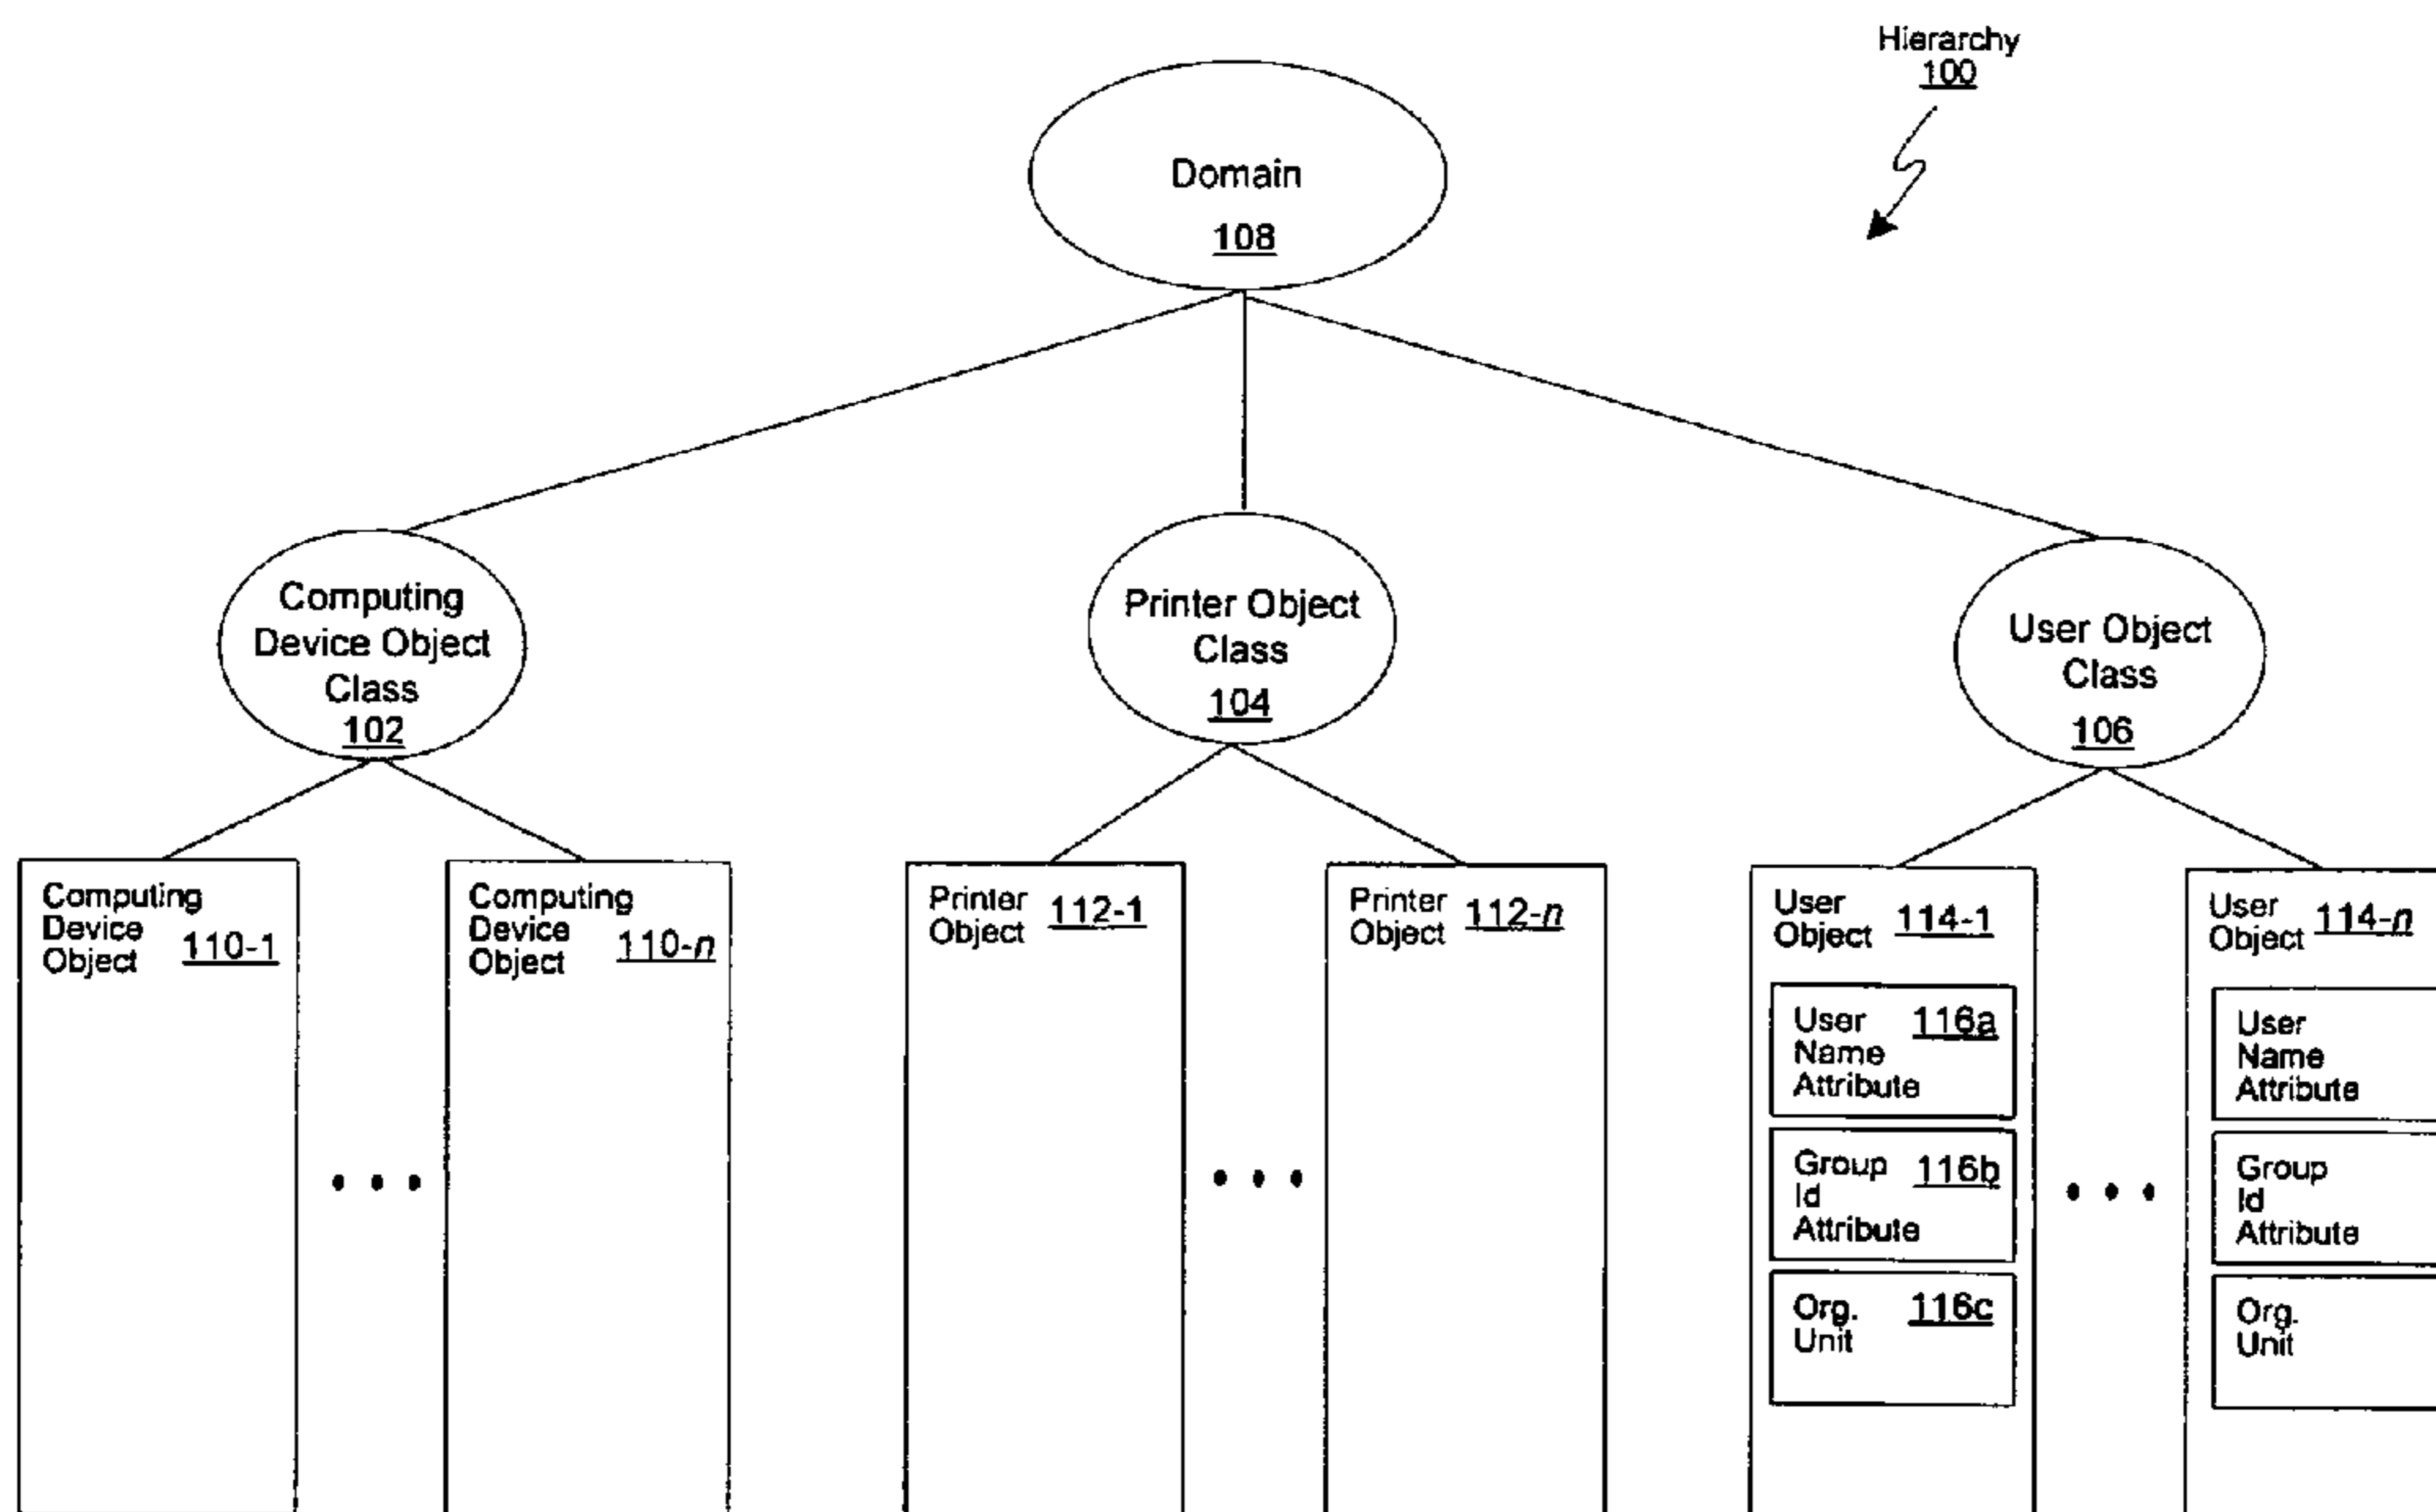 Hierarchy
100
Domain
108
Computing
Device Object
Class
102
Printer Object
Class
104
User Object
Class
106
Computing
Device
Object
110-1
Computing
Device
Object
110-n
Printer
Object
112-1
Printer
Object
112-n
User
Object
114-1
User
Name
Attribute
116a
Group
Id
Attribute
116b
Org.
Unit
116c
User
Object
114-n
User
Name
Attribute
Group
Id
Attribute
Org.
Unit